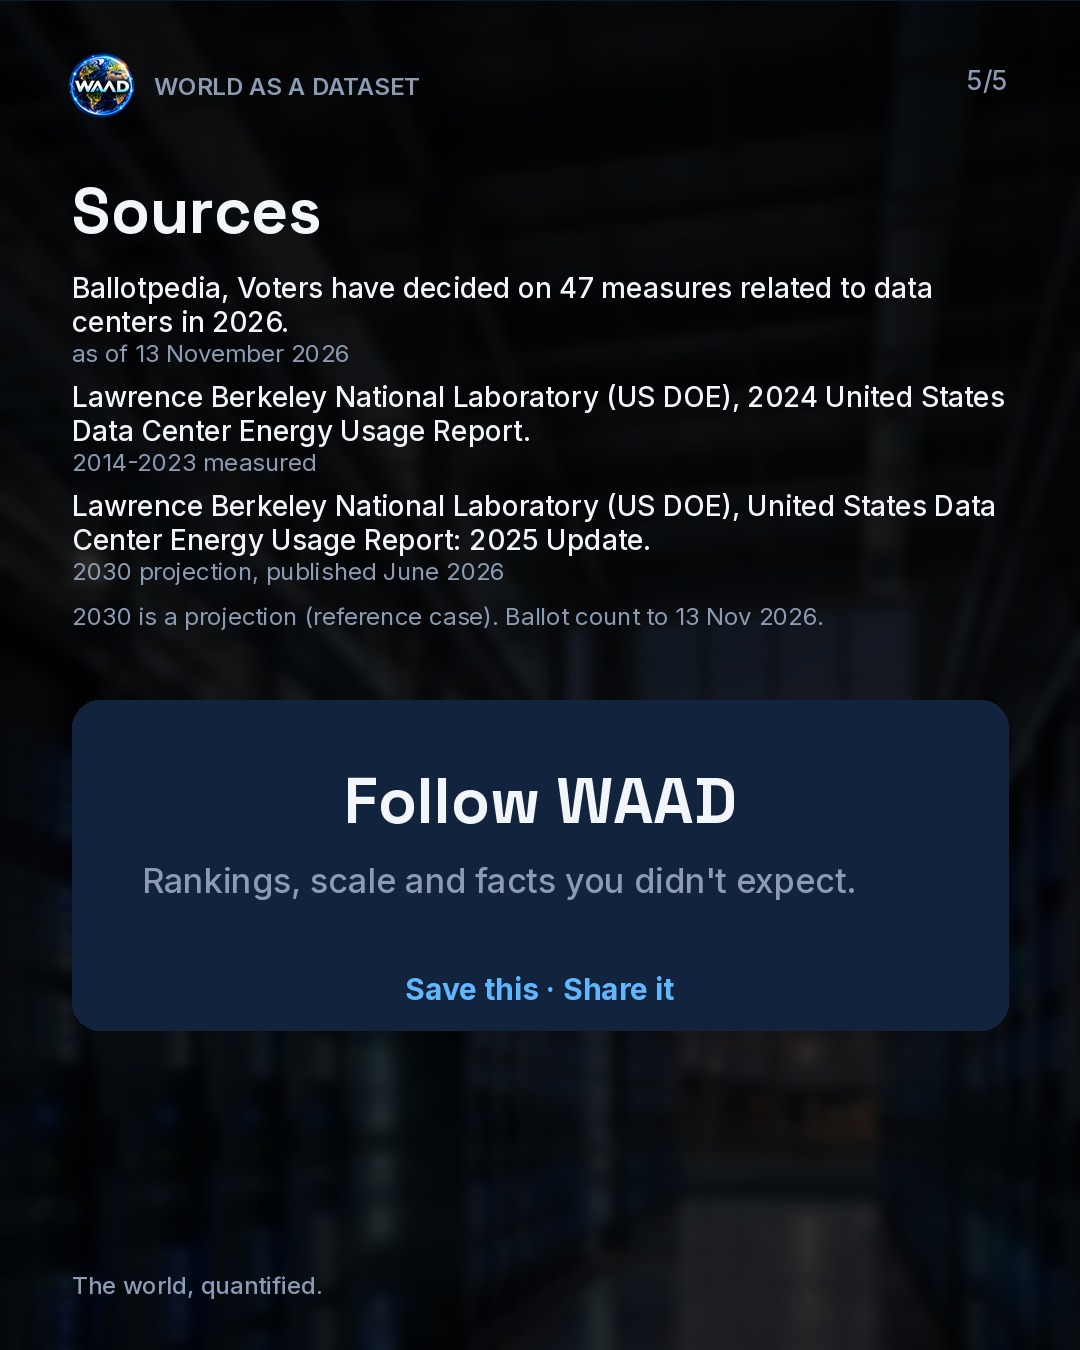 WAAD
WORLD AS A DATASET
5/5
Sources
Ballotpedia, Voters have decided on 47 measures related to data
centers in 2026.
as of 13 November 2026
Lawrence Berkeley National Laboratory (US DOE), 2024 United States
Data Center Energy Usage Report.
2014-2023 measured
Lawrence Berkeley National Laboratory (US DOE), United States Data
Center Energy Usage Report: 2025 Update.
2030 projection, published June 2026
2030 is a projection (reference case). Ballot count to 13 Nov 2026.
Follow WAAD
Rankings, scale and facts you didn't expect.
Save this · Share it
The world, quantified.